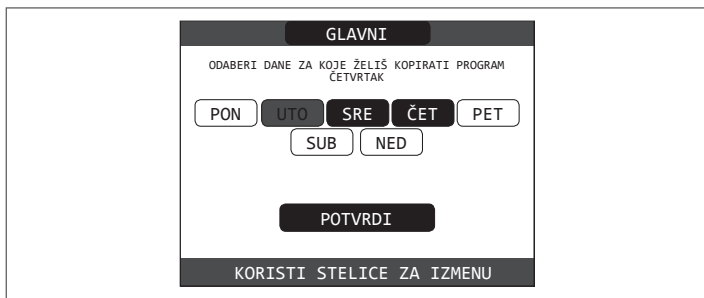 GLAVNI
ODABERI DANE ZA KOJE ŽELIŠ KOPIRATI PROGRAM
ČETVRTAK
PON UTO SRE ČET PET
SUB NED
POTVRDI
KORISTI STELICE ZA IZMENU